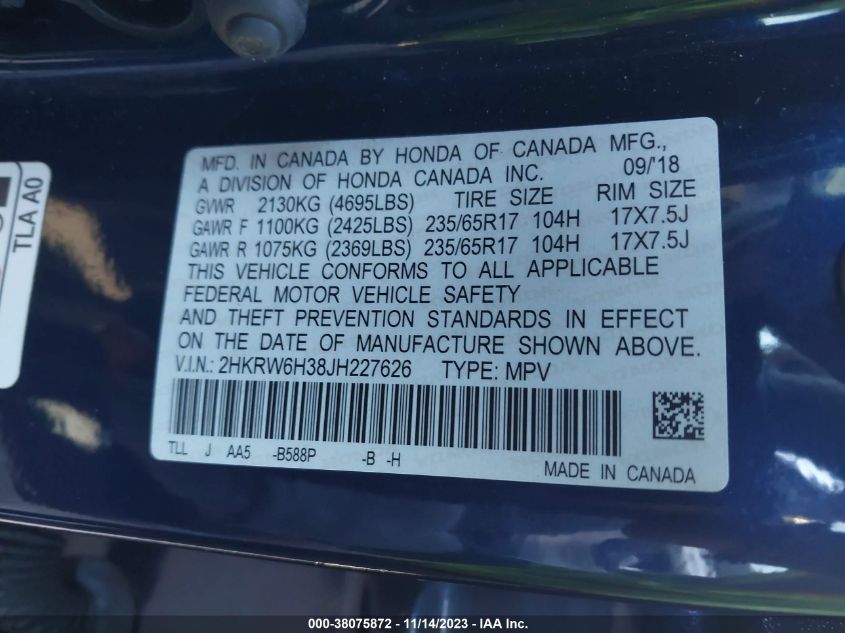 TLA A0
MFD. IN CANADA BY HONDA OF CANADA MFG.,
A DIVISION OF HONDA CANADA INC. 09/'18
GVWR 2130KG (4695LBS) TIRE SIZE RIM SIZE
GAWR F 1100KG (2425LBS) 235/65R17 104H 17X7.5J
GAWR R 1075KG (2369LBS) 235/65R17 104H 17X7.5J
THIS VEHICLE CONFORMS TO ALL APPLICABLE
FEDERAL MOTOR VEHICLE SAFETY
AND THEFT PREVENTION STANDARDS IN EFFECT
ON THE DATE OF MANUFACTURE SHOWN ABOVE.
V.I.N.: 2HKRW6H38JH227626 TYPE: MPV
TLL J AA5 -B588P -B -H
MADE IN CANADA
000-38075872 - 11/14/2023 - IAA Inc.